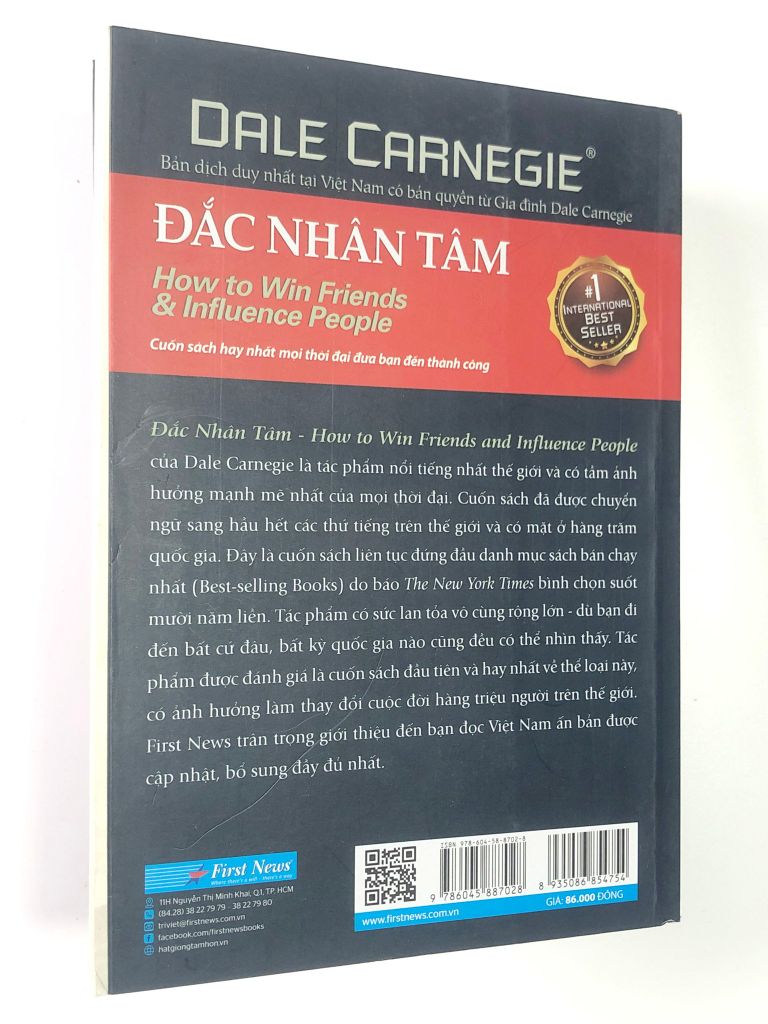 DALE CARNEGIE®
Bản dịch duy nhất tại Việt Nam có bản quyền từ Gia đình Dale Carnegie
ĐẮC NHÂN TÂM
How to Win Friends
& Influence People
Cuốn sách hay nhất mọi thời đại đưa bạn đến thành công
#1
INTERNATIONAL
BEST
SELLER
Đắc Nhân Tâm - How to Win Friends and Influence People
của Dale Carnegie là tác phẩm nổi tiếng nhất thế giới và có tầm ảnh
hưởng mạnh mẽ nhất của mọi thời đại. Cuốn sách đã được chuyển
ngữ sang hầu hết các thứ tiếng trên thế giới và có mặt ở hàng trăm
quốc gia. Đây là cuốn sách liên tục đứng đầu danh mục sách bán chạy
nhất (Best-selling Books) do báo The New York Times bình chọn suốt
mười năm liền. Tác phẩm có sức lan tỏa vô cùng rộng lớn - dù bạn đi
đến bất cứ đâu, bất kỳ quốc gia nào cũng đều có thể nhìn thấy. Tác
phẩm được đánh giá là cuốn sách đầu tiên và hay nhất về thể loại này,
có ảnh hưởng làm thay đổi cuộc đời hàng triệu người trên thế giới.
First News trân trọng giới thiệu đến bạn đọc Việt Nam ấn bản được
cập nhật, bổ sung đầy đủ nhất.
First News®
Where there's a will - there's a way
11H Nguyễn Thị Minh Khai, Q.1, TP. HCM
(84.28) 38 22 79 79 - 38 22 79 80
triviet@firstnews.com.vn
facebook.com/firstnewsbooks
hatgiongtamhon.vn
ISBN 978-604-58-8702-8
9 786045 887028
8 935086 854754
www.firstnews.com.vn
GIÁ: 86.000 ĐỒNG